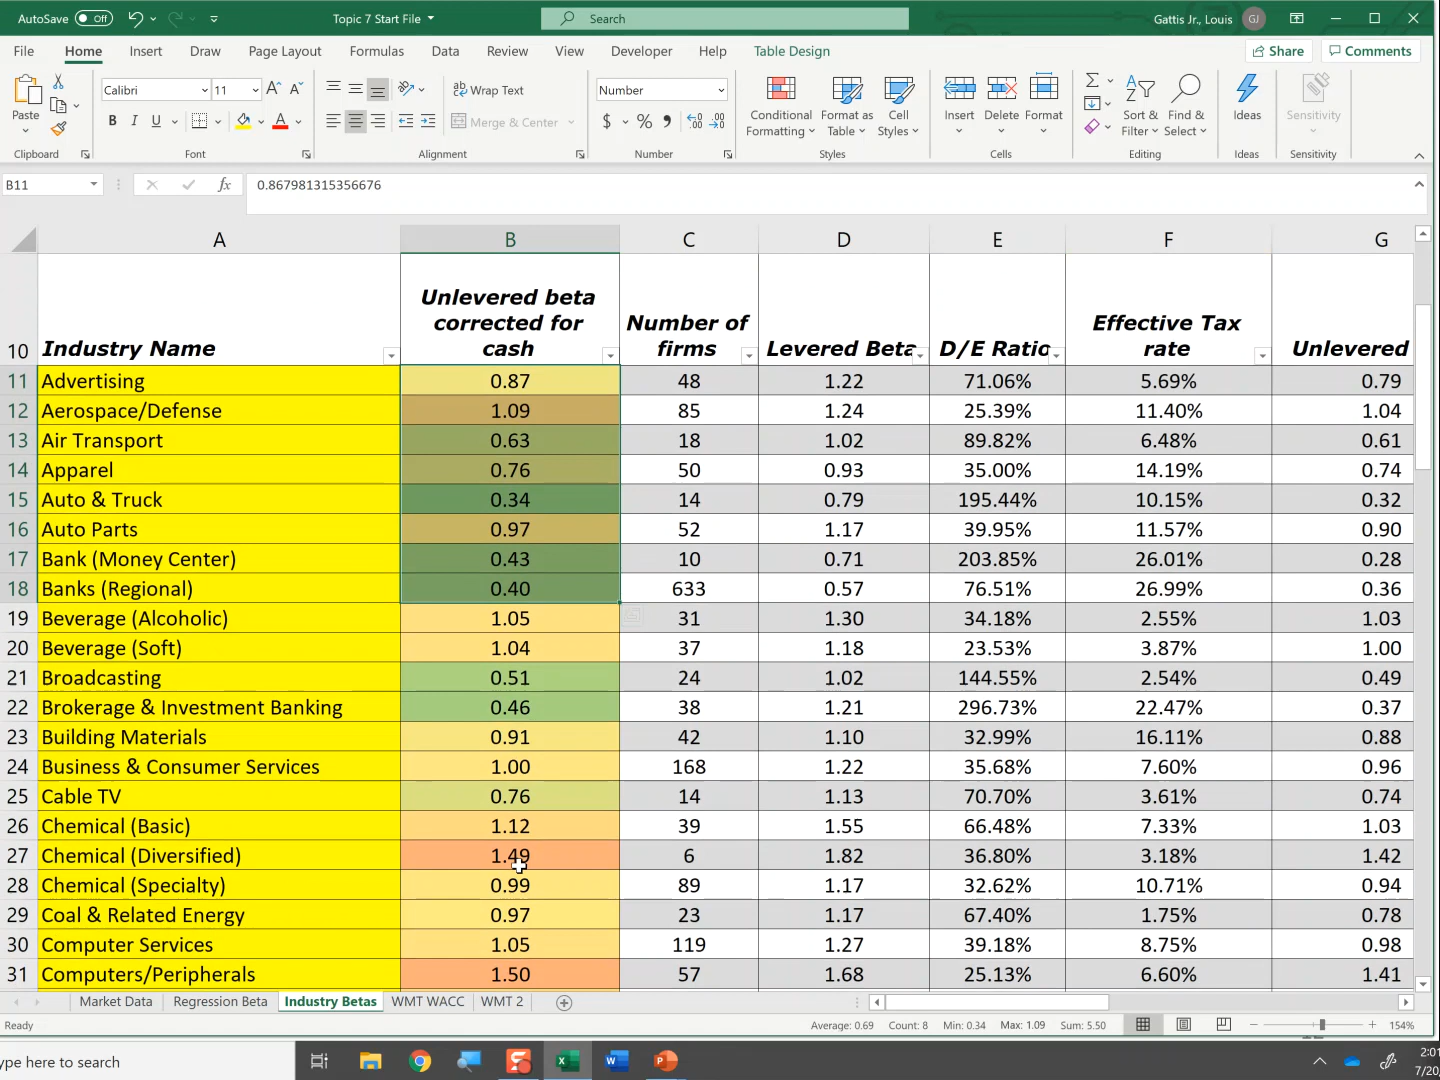 AutoSave Off Topic 7 Start File Search Gattis Jr., Louis GJ
File Home Insert Draw Page Layout Formulas Data Review View Developer Help Table Design Share Comments
Paste Calibri 11 A A Wrap Text Number Conditional Formatting Format as Table Cell Styles Insert Delete Format Sort & Filter Find & Select Ideas Sensitivity
B I U A Merge & Center $ % 9 .00 .00
Clipboard Font Alignment Number Styles Cells Editing Ideas Sensitivity
B11 fx 0.867981315356676
A B C D E F G
10 Industry Name Unlevered beta corrected for cash Number of firms Levered Beta D/E Ratio Effective Tax rate Unlevered
11 Advertising 0.87 48 1.22 71.06% 5.69% 0.79
12 Aerospace/Defense 1.09 85 1.24 25.39% 11.40% 1.04
13 Air Transport 0.63 18 1.02 89.82% 6.48% 0.61
14 Apparel 0.76 50 0.93 35.00% 14.19% 0.74
15 Auto & Truck 0.34 14 0.79 195.44% 10.15% 0.32
16 Auto Parts 0.97 52 1.17 39.95% 11.57% 0.90
17 Bank (Money Center) 0.43 10 0.71 203.85% 26.01% 0.28
18 Banks (Regional) 0.40 633 0.57 76.51% 26.99% 0.36
19 Beverage (Alcoholic) 1.05 31 1.30 34.18% 2.55% 1.03
20 Beverage (Soft) 1.04 37 1.18 23.53% 3.87% 1.00
21 Broadcasting 0.51 24 1.02 144.55% 2.54% 0.49
22 Brokerage & Investment Banking 0.46 38 1.21 296.73% 22.47% 0.37
23 Building Materials 0.91 42 1.10 32.99% 16.11% 0.88
24 Business & Consumer Services 1.00 168 1.22 35.68% 7.60% 0.96
25 Cable TV 0.76 14 1.13 70.70% 3.61% 0.74
26 Chemical (Basic) 1.12 39 1.55 66.48% 7.33% 1.03
27 Chemical (Diversified) 1.49 6 1.82 36.80% 3.18% 1.42
28 Chemical (Specialty) 0.99 89 1.17 32.62% 10.71% 0.94
29 Coal & Related Energy 0.97 23 1.17 67.40% 1.75% 0.78
30 Computer Services 1.05 119 1.27 39.18% 8.75% 0.98
31 Computers/Peripherals 1.50 57 1.68 25.13% 6.60% 1.41
Market Data Regression Beta Industry Betas WMT WACC WMT 2
Ready Average: 0.69 Count: 8 Min: 0.34 Max: 1.09 Sum: 5.50 154%
ype here to search 2:01
7/20